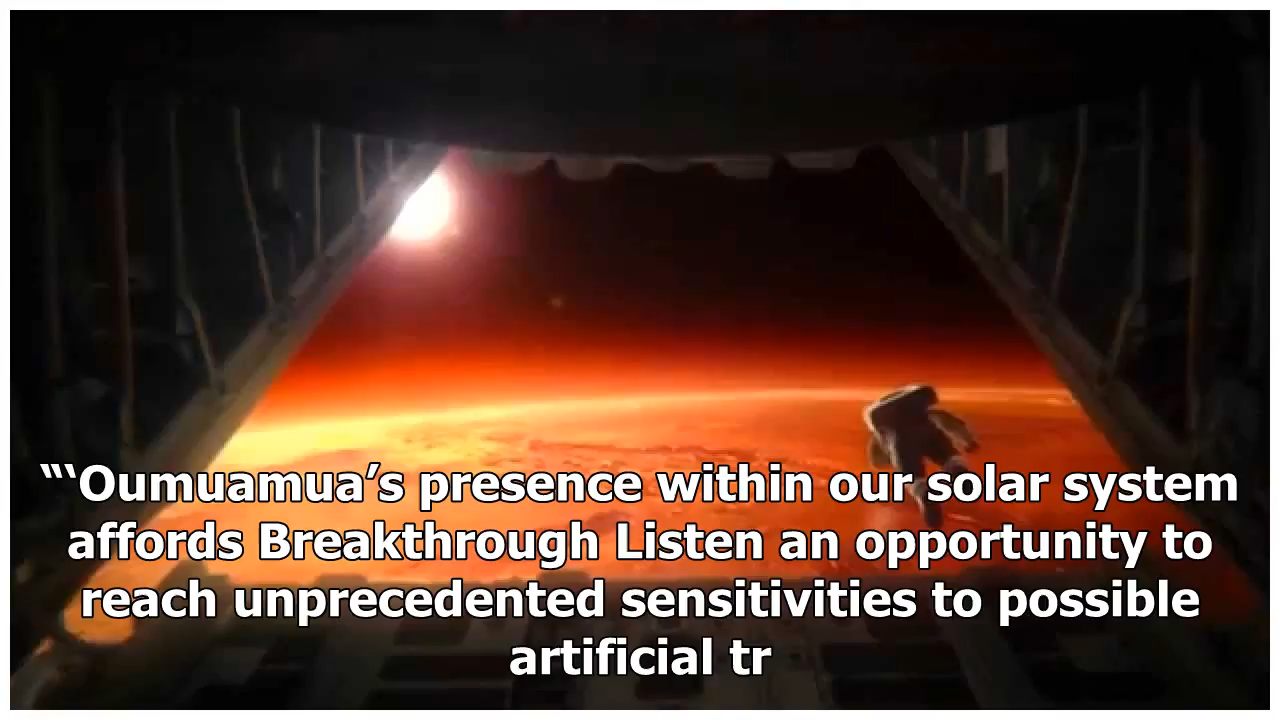 “‘Oumuamua’s presence within our solar system
affords Breakthrough Listen an opportunity to
reach unprecedented sensitivities to possible
artificial tr